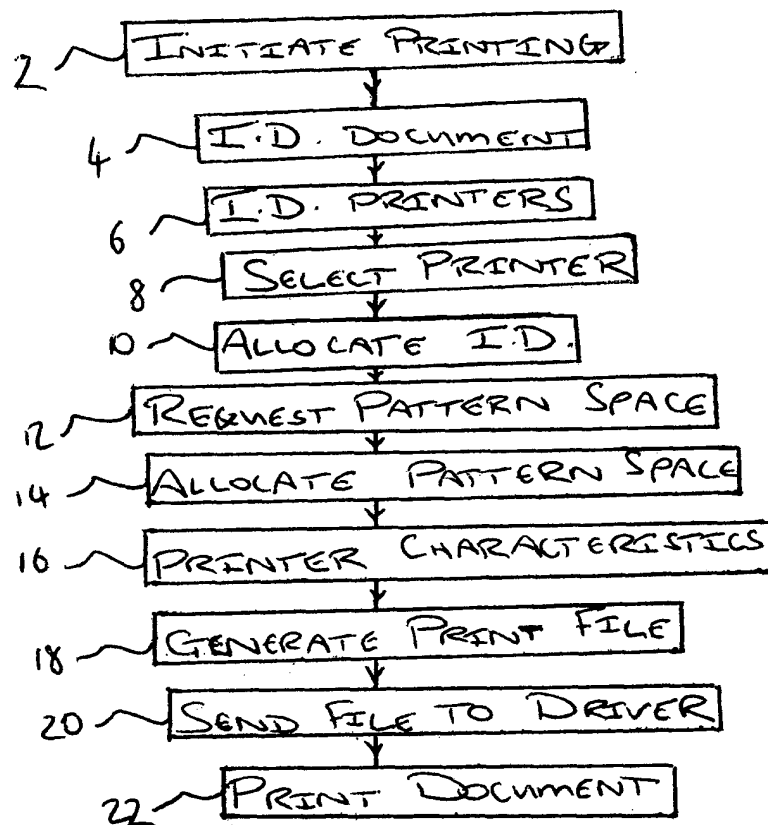 2 INITIATE PRINTING
4 I.D. DOCUMENT
6 I.D. PRINTERS
8 SELECT PRINTER
10 ALLOCATE I.D.
12 REQUEST PATTERN SPACE
14 ALLOCATE PATTERN SPACE
16 PRINTER CHARACTERISTICS
18 GENERATE PRINT FILE
20 SEND FILE TO DRIVER
22 PRINT DOCUMENT